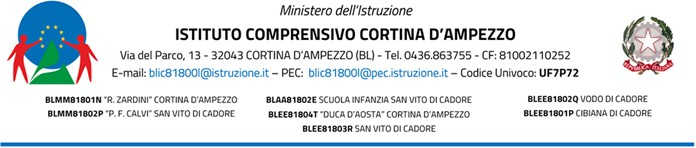 Ministero dell'Istruzione
ISTITUTO COMPRENSIVO CORTINA D'AMPEZZO
Via del Parco, 13 - 32043 CORTINA D'AMPEZZO (BL) - Tel. 0436.863755 - CF: 81002110252
E-mail: blic81800l@istruzione.it – PEC: blic81800l@pec.istruzione.it – Codice Univoco: UF7P72
BLMM81801N "R. ZARDINI" CORTINA D'AMPEZZO
BLMM81802P "P. F. CALVI" SAN VITO DI CADORE
BLAA81802E SCUOLA INFANZIA SAN VITO DI CADORE
BLEE81804T "DUCA D'AOSTA" CORTINA D'AMPEZZO
BLEE81803R SAN VITO DI CADORE
BLEE81802Q VODO DI CADORE
BLEE81801P CIBIANA DI CADORE